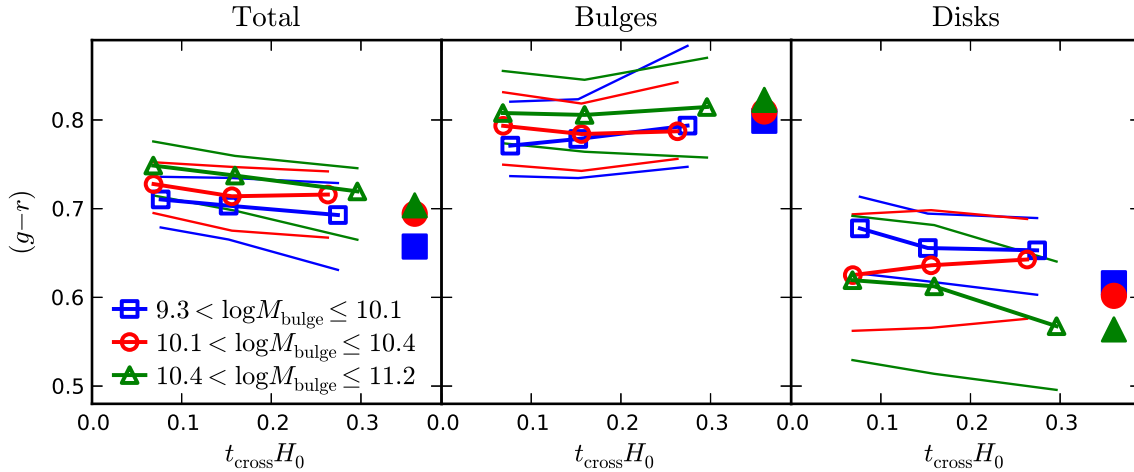 Total Bulges Disks
0.8
0.7
0.6
0.5
(g−r)
9.3 < logM_bulge ≤ 10.1
10.1 < logM_bulge ≤ 10.4
10.4 < logM_bulge ≤ 11.2
0.0 0.1 0.2 0.3 0.0 0.1 0.2 0.3 0.0 0.1 0.2 0.3
t_cross H_0 t_cross H_0 t_cross H_0